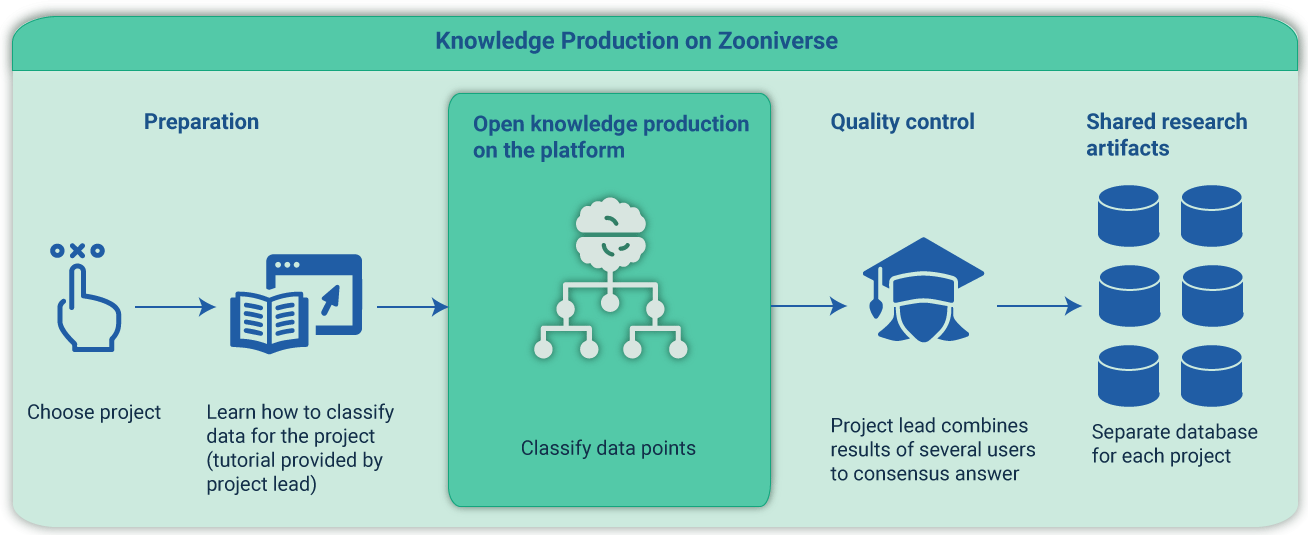 Knowledge Production on Zooniverse
Preparation
Choose project
Learn how to classify
data for the project
(tutorial provided by
project lead)
Open knowledge production
on the platform
Classify data points
Quality control
Project lead combines
results of several users
to consensus answer
Shared research
artifacts
Separate database
for each project